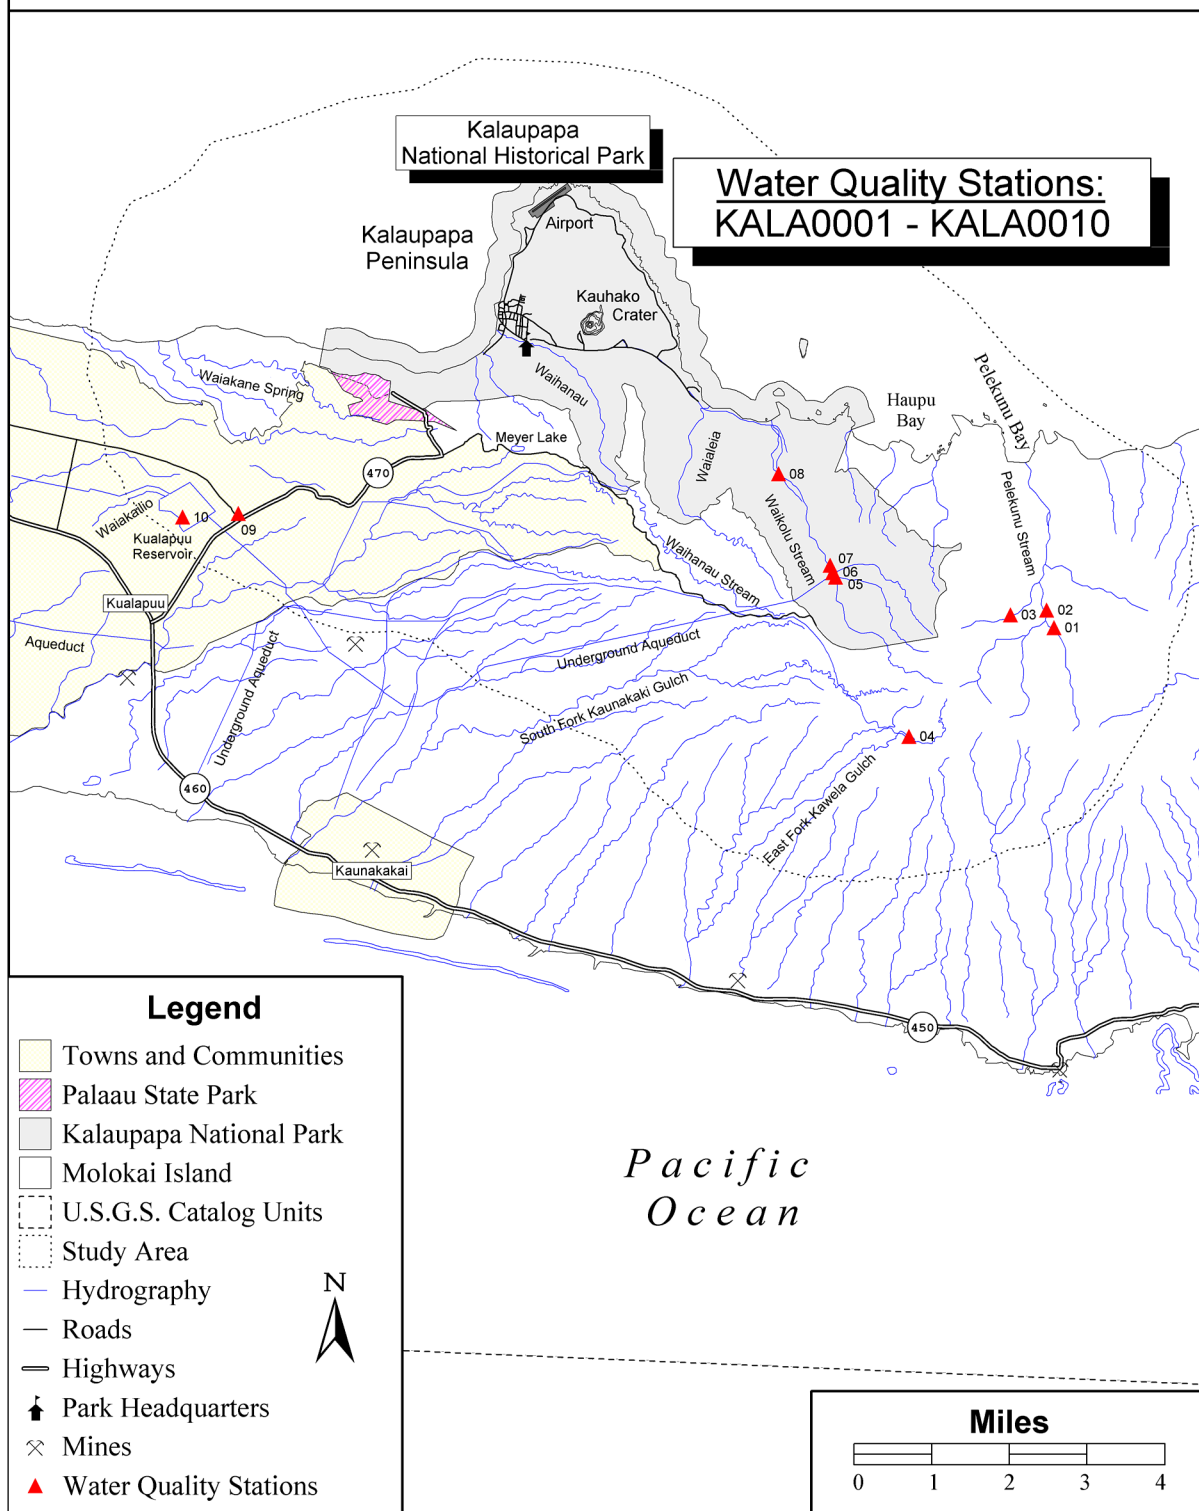 Kalaupapa
National Historical Park
Water Quality Stations:
KALA0001 - KALA0010
Kalaupapa
Peninsula
Airport
Kauhako
Crater
Waihanau
Waiakane Spring
Meyer Lake
Waialeia
Haupu
Bay
Pelekunu Bay
Pelekunu Stream
470
08
Waikolu Stream
Waiakalio
10
09
Kualapuu
Reservoir
Waihanau Stream
07
06
05
Kualapuu
03
02
01
Aqueduct
Underground Aqueduct
Underground Aqueduct
South Fork Kaunakaki Gulch
04
East Fork Kawela Gulch
460
Kaunakakai
450
Pacific
Ocean
Legend
Towns and Communities
Palaau State Park
Kalaupapa National Park
Molokai Island
U.S.G.S. Catalog Units
Study Area
Hydrography
Roads
Highways
Park Headquarters
Mines
Water Quality Stations
N
Miles
0 1 2 3 4